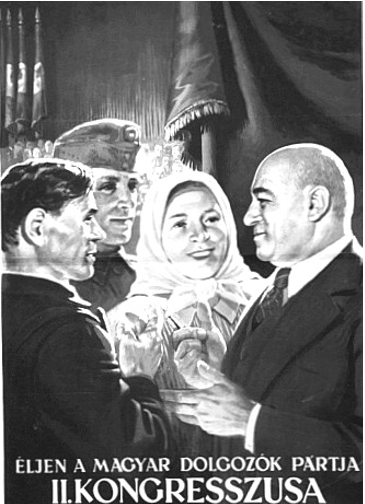 ÉLJEN A MAGYAR DOLGOZÓK PÁRTJA
II. KONGRESSZUSA